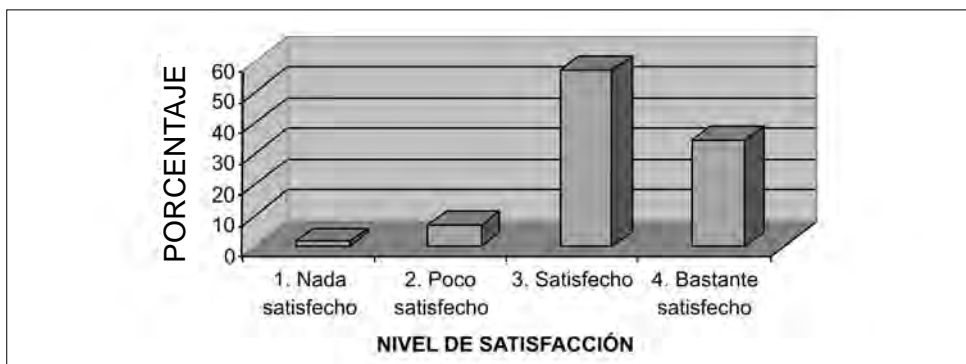 PORCENTAJE
60
50
40
30
20
10
0
1. Nada
satisfecho
2. Poco
satisfecho
3. Satisfecho
4. Bastante
satisfecho
NIVEL DE SATISFACCIÓN